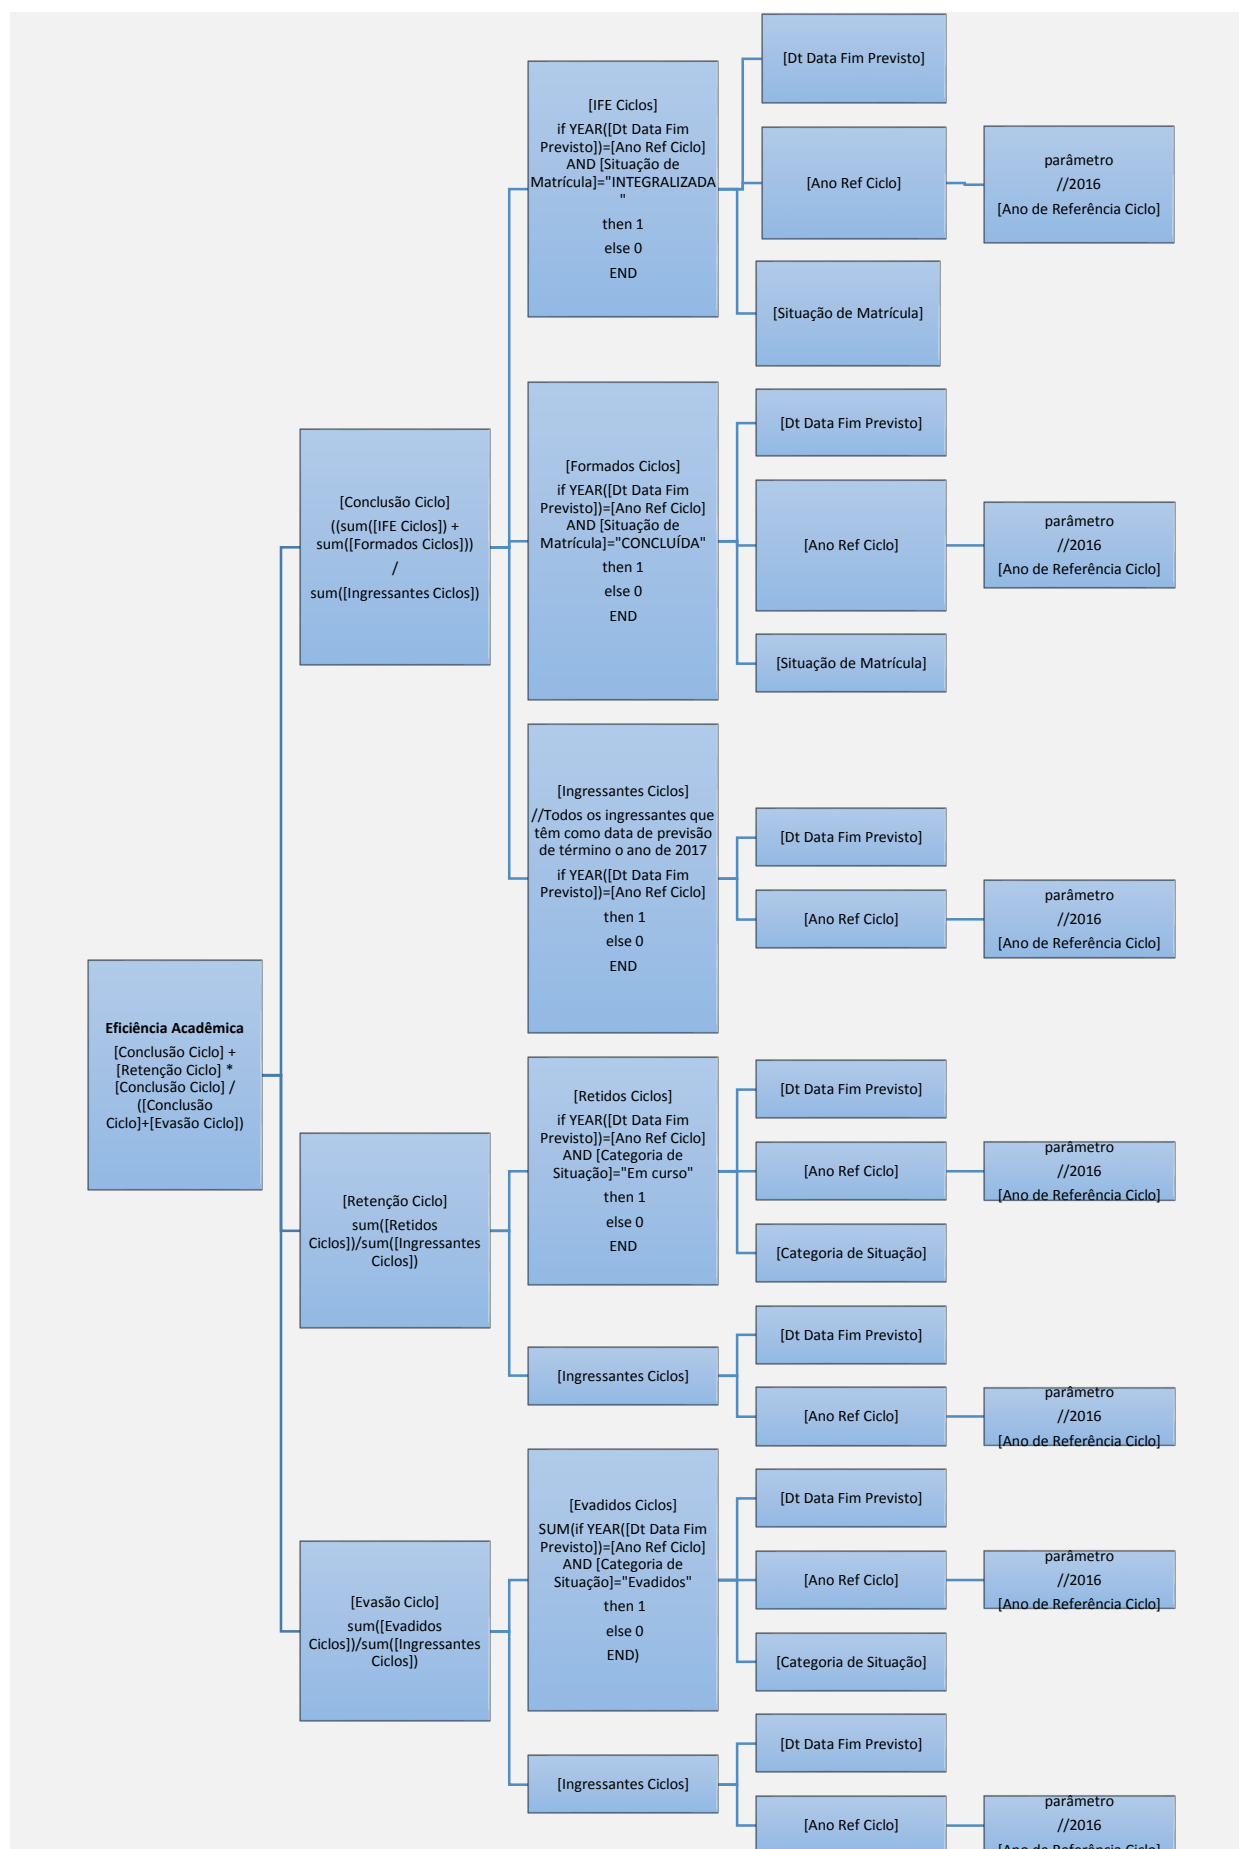 [Dt Data Fim Previsto]
[IFE Ciclos]
if YEAR([Dt Data Fim
Previsto])=[Ano Ref Ciclo]
AND [Situação de
Matrícula]="INTEGRALIZADA
"
then 1
else 0
END
[Ano Ref Ciclo]
parâmetro
//2016
[Ano de Referência Ciclo]
[Situação de Matrícula]
[Conclusão Ciclo]
((sum([IFE Ciclos]) +
sum([Formados Ciclos]))
/
sum([Ingressantes Ciclos])
[Formados Ciclos]
if YEAR([Dt Data Fim
Previsto])=[Ano Ref Ciclo]
AND [Situação de
Matrícula]="CONCLUÍDA"
then 1
else 0
END
[Dt Data Fim Previsto]
[Ano Ref Ciclo]
parâmetro
//2016
[Ano de Referência Ciclo]
[Situação de Matrícula]
[Ingressantes Ciclos]
//Todos os ingressantes que
têm como data de previsão
de término o ano de 2017
if YEAR([Dt Data Fim
Previsto])=[Ano Ref Ciclo]
then 1
else 0
END
[Dt Data Fim Previsto]
[Ano Ref Ciclo]
parâmetro
//2016
[Ano de Referência Ciclo]
Eficiência Acadêmica
[Conclusão Ciclo] +
[Retenção Ciclo] *
[Conclusão Ciclo] /
([Conclusão
Ciclo]+[Evasão Ciclo])
[Retenção Ciclo]
sum([Retidos
Ciclos])/sum([Ingressantes
Ciclos])
[Retidos Ciclos]
if YEAR([Dt Data Fim
Previsto])=[Ano Ref Ciclo]
AND [Categoria de
Situação]="Em curso"
then 1
else 0
END
[Dt Data Fim Previsto]
[Ano Ref Ciclo]
parâmetro
//2016
[Ano de Referência Ciclo]
[Categoria de Situação]
[Ingressantes Ciclos]
[Dt Data Fim Previsto]
[Ano Ref Ciclo]
parâmetro
//2016
[Ano de Referência Ciclo]
[Evasão Ciclo]
sum([Evadidos
Ciclos])/sum([Ingressantes
Ciclos])
[Evadidos Ciclos]
SUM(if YEAR([Dt Data Fim
Previsto])=[Ano Ref Ciclo]
AND [Categoria de
Situação]="Evadidos"
then 1
else 0
END)
[Dt Data Fim Previsto]
[Ano Ref Ciclo]
parâmetro
//2016
[Ano de Referência Ciclo]
[Categoria de Situação]
[Ingressantes Ciclos]
[Dt Data Fim Previsto]
[Ano Ref Ciclo]
parâmetro
//2016
[Ano de Referência Ciclo]